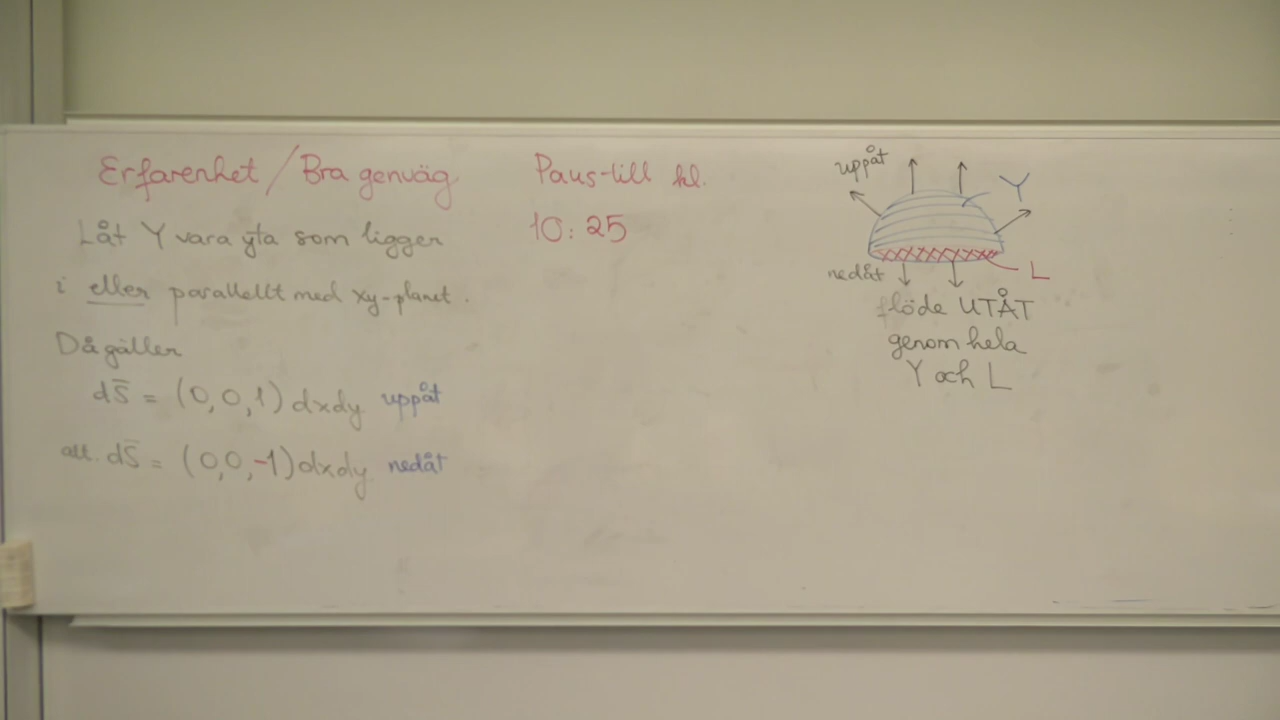 Erfarenhet / Bra genväg
Låt Y vara yta som ligger
i eller parallellt med xy-planet.
Då gäller
dS̄ = (0,0,1) dxdy uppåt
alt. dS̄ = (0,0,-1) dxdy nedåt
Paus till kl.
10:25
uppåt
Y
L
nedåt
flöde UTÅT
genom hela
Y och L